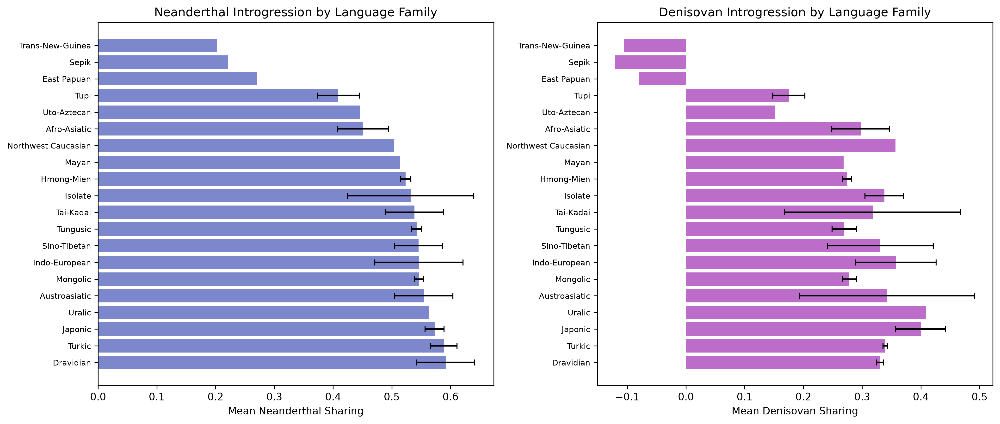 Neanderthal Introgression by Language Family
Trans-New-Guinea
Sepik
East Papuan
Tupi
Uto-Aztecan
Afro-Asiatic
Northwest Caucasian
Mayan
Hmong-Mien
Isolate
Tai-Kadai
Tungusic
Sino-Tibetan
Indo-European
Mongolic
Austroasiatic
Uralic
Japonic
Turkic
Dravidian
0.0 0.1 0.2 0.3 0.4 0.5 0.6
Mean Neanderthal Sharing
Denisovan Introgression by Language Family
Trans-New-Guinea
Sepik
East Papuan
Tupi
Uto-Aztecan
Afro-Asiatic
Northwest Caucasian
Mayan
Hmong-Mien
Isolate
Tai-Kadai
Tungusic
Sino-Tibetan
Indo-European
Mongolic
Austroasiatic
Uralic
Japonic
Turkic
Dravidian
−0.1 0.0 0.1 0.2 0.3 0.4 0.5
Mean Denisovan Sharing